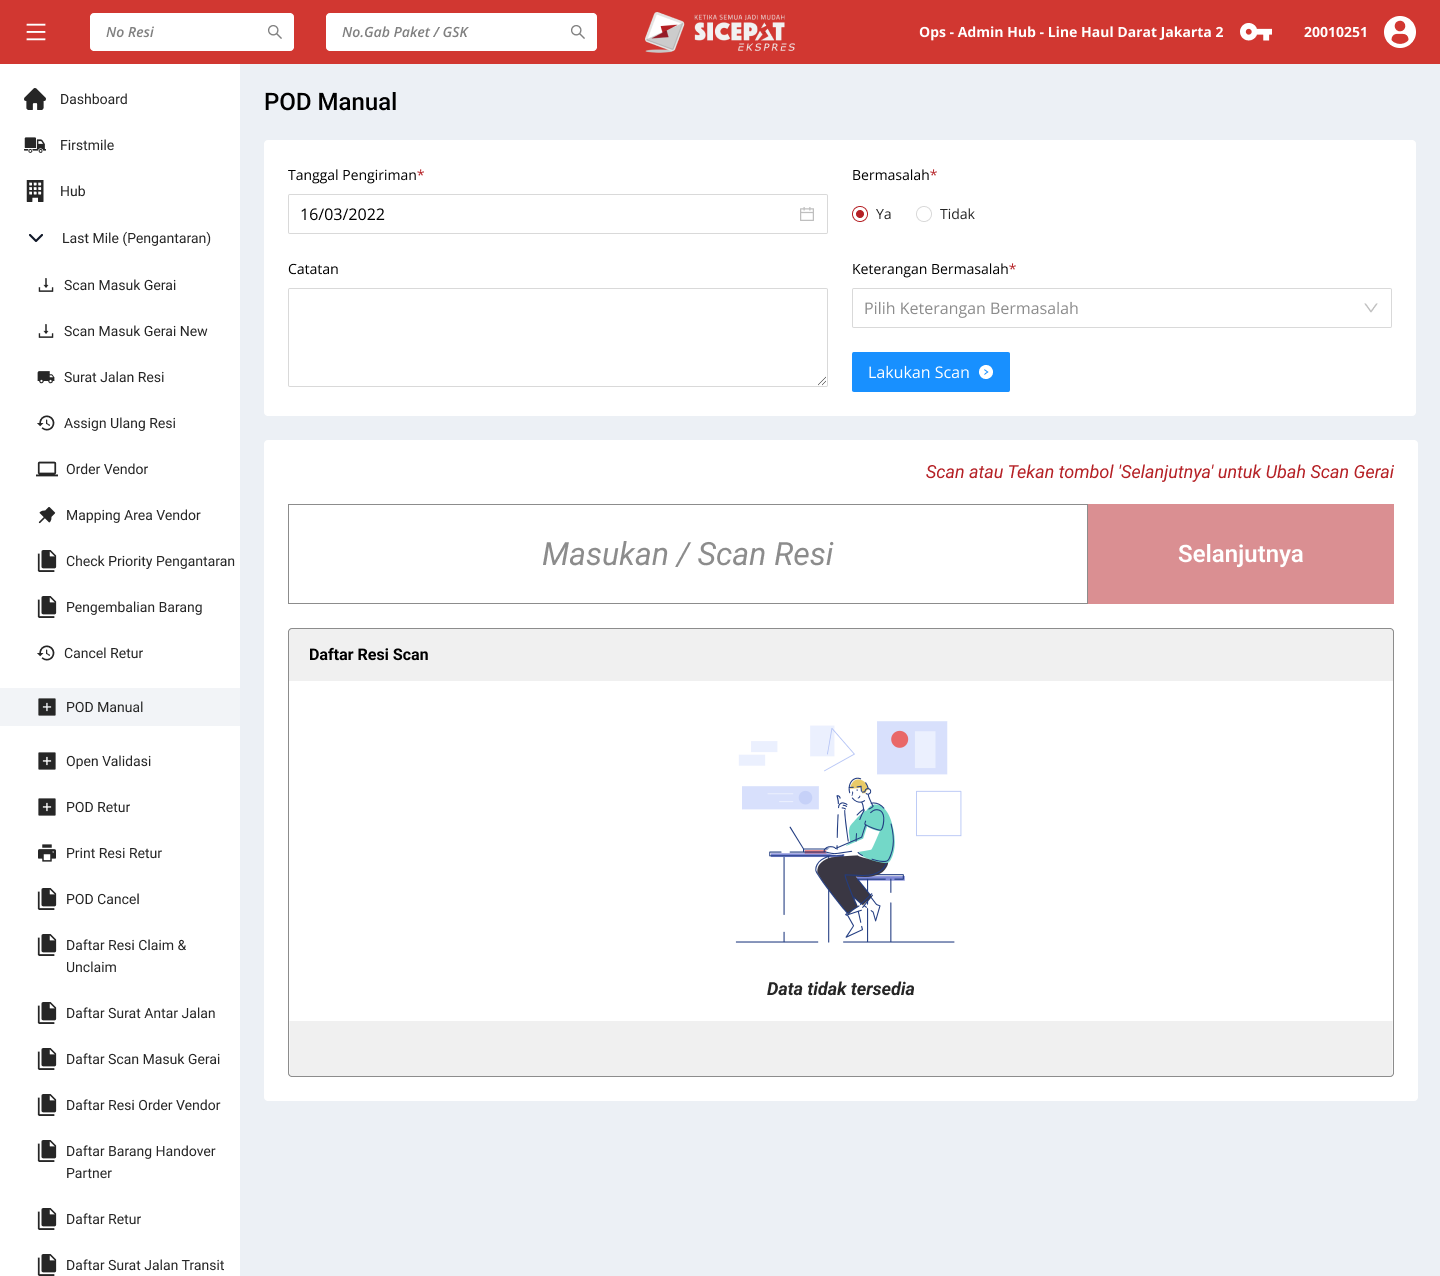 No Resi
No.Gab Paket / GSK
KETIKA SEMUA JADI MUDAH
SICEPAT
EKSPRES
Ops - Admin Hub - Line Haul Darat Jakarta 2
20010251
Dashboard
Firstmile
Hub
Last Mile (Pengantaran)
Scan Masuk Gerai
Scan Masuk Gerai New
Surat Jalan Resi
Assign Ulang Resi
Order Vendor
Mapping Area Vendor
Check Priority Pengantaran
Pengembalian Barang
Cancel Retur
POD Manual
Open Validasi
POD Retur
Print Resi Retur
POD Cancel
Daftar Resi Claim &
Unclaim
Daftar Surat Antar Jalan
Daftar Scan Masuk Gerai
Daftar Resi Order Vendor
Daftar Barang Handover
Partner
Daftar Retur
Daftar Surat Jalan Transit
POD Manual
Tanggal Pengiriman*
16/03/2022
Bermasalah*
Ya
Tidak
Catatan
Keterangan Bermasalah*
Pilih Keterangan Bermasalah
Lakukan Scan
Scan atau Tekan tombol 'Selanjutnya' untuk Ubah Scan Gerai
Masukan / Scan Resi
Selanjutnya
Daftar Resi Scan
Data tidak tersedia